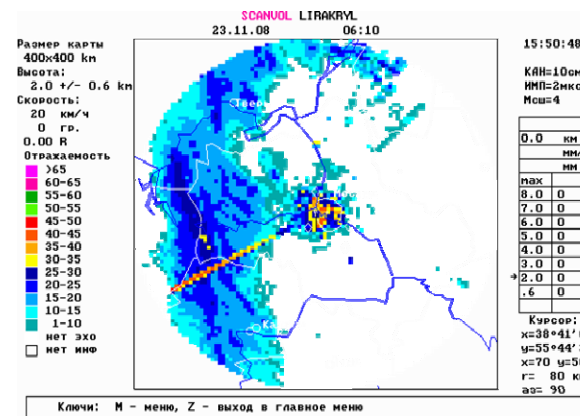 SCANVOL LIRAKRYL
23.11.08 06:10
Размер карты
400x400 km
Высота:
2.0 +/- 0.6 km
Скорость:
20 км/ч
0 гр.
0.00 R
Отражаемость
>65
60-65
55-60
50-55
45-50
40-45
35-40
30-35
25-30
20-25
15-20
10-15
1-10
нет эхо
нет инф
15:50:48
КАН=10см
ИМП=2мкс
Мсш=4
0.0 км
мм/
мм
max
8.0 0
7.0 0
6.0 0
5.0 0
4.0 0
3.0 0
→2.0 0
.6 0
Курсор:
x=38°41'
y=55°44'
x=70 y=50
r= 80 км
аз= 90
Ключи: M - меню, Z - выход в главное меню